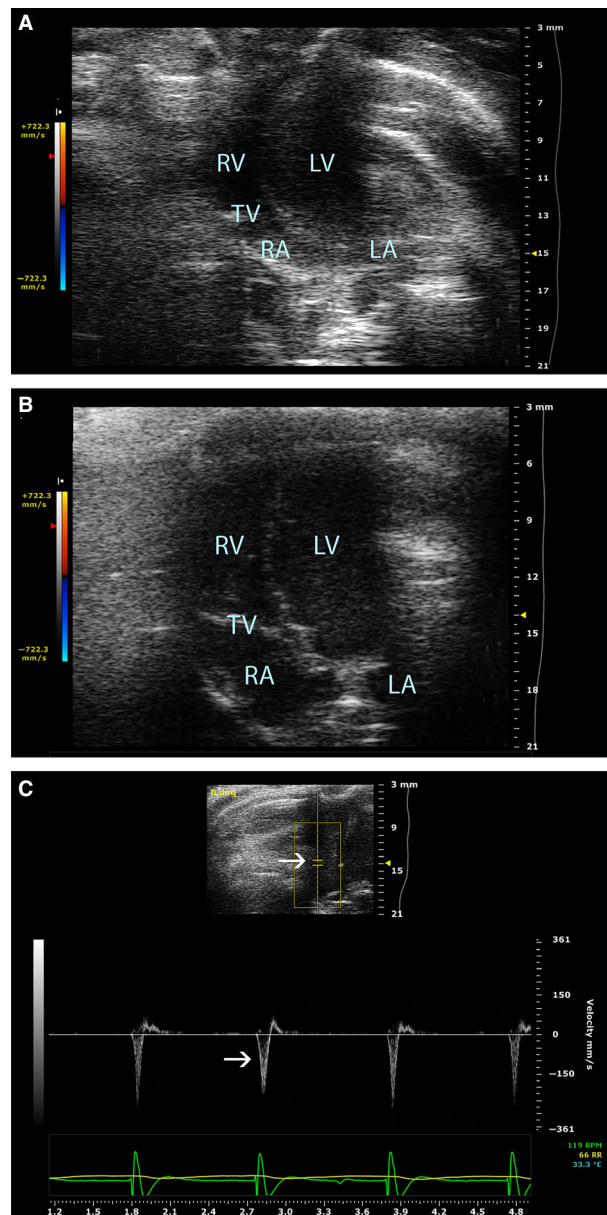 A
3 mm
5
7
9
11
13
15
17
19
21
+722.3
mm/s
−722.3
mm/s
RV
LV
TV
RA
LA
B
3 mm
6
9
12
15
18
21
+722.3
mm/s
−722.3
mm/s
RV
LV
TV
RA
LA
C
0 deg
3 mm
9
15
21
361
150
0
−150
−361
Velocity mm/s
119 BPM
66 RR
33.3 °C
1.2 1.5 1.8 2.1 2.4 2.7 3.0 3.3 3.6 3.9 4.2 4.5 4.8